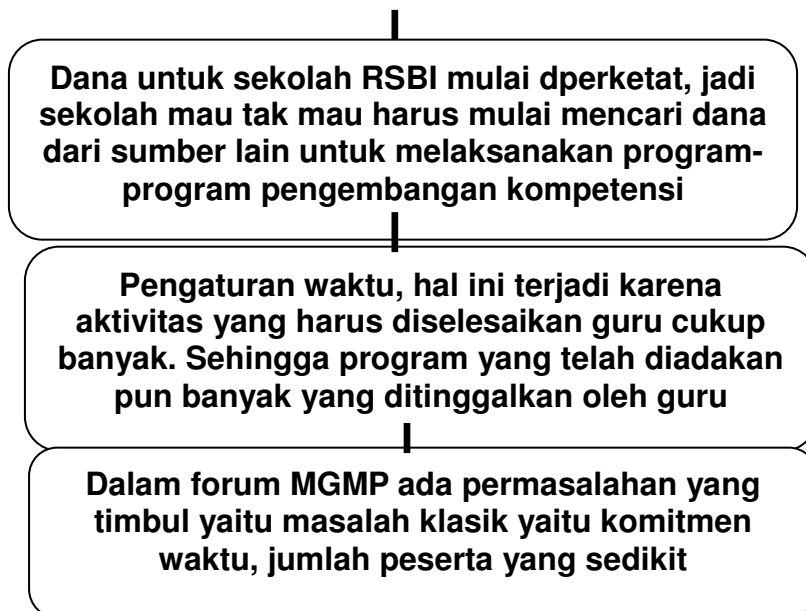 Dana untuk sekolah RSBI mulai dperketat, jadi
sekolah mau tak mau harus mulai mencari dana
dari sumber lain untuk melaksanakan program-
program pengembangan kompetensi
Pengaturan waktu, hal ini terjadi karena
aktivitas yang harus diselesaikan guru cukup
banyak. Sehingga program yang telah diadakan
pun banyak yang ditinggalkan oleh guru
Dalam forum MGMP ada permasalahan yang
timbul yaitu masalah klasik yaitu komitmen
waktu, jumlah peserta yang sedikit